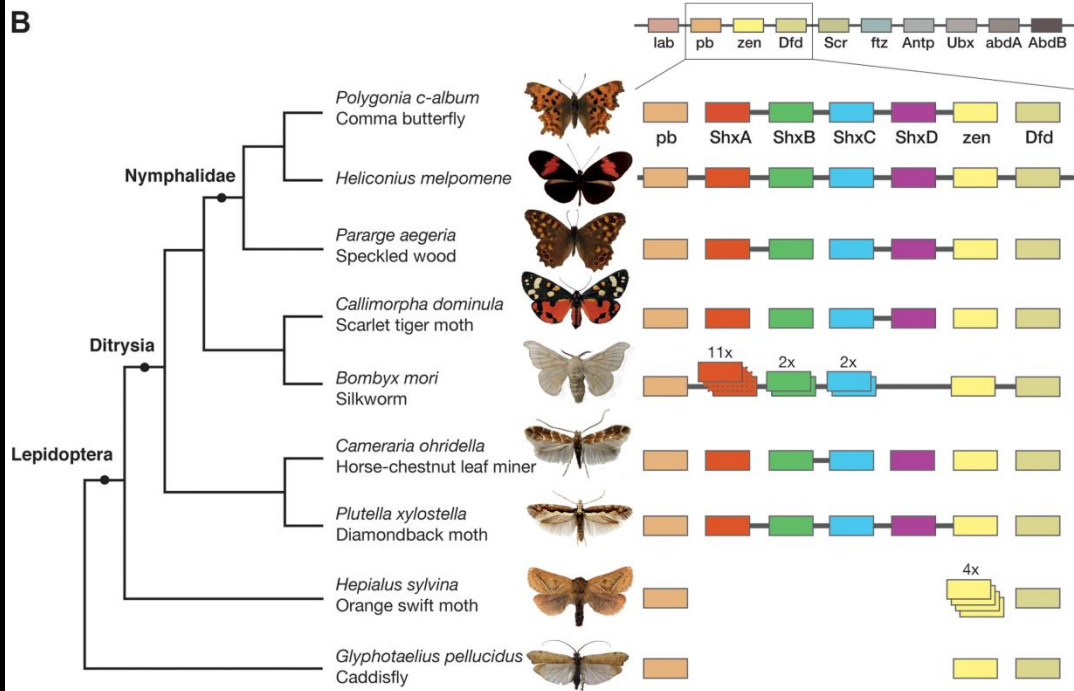 B
lab pb zen Dfd Scr ftz Antp Ubx abdA AbdB
Polygonia c-album
Comma butterfly
pb ShxA ShxB ShxC ShxD zen Dfd
Nymphalidae
Heliconius melpomene
Pararge aegeria
Speckled wood
Callimorpha dominula
Scarlet tiger moth
Ditrysia
11x 2x 2x
Bombyx mori
Silkworm
Cameraria ohridella
Horse-chestnut leaf miner
Lepidoptera
Plutella xylostella
Diamondback moth
4x
Hepialus sylvina
Orange swift moth
Glyphotaelius pellucidus
Caddisfly